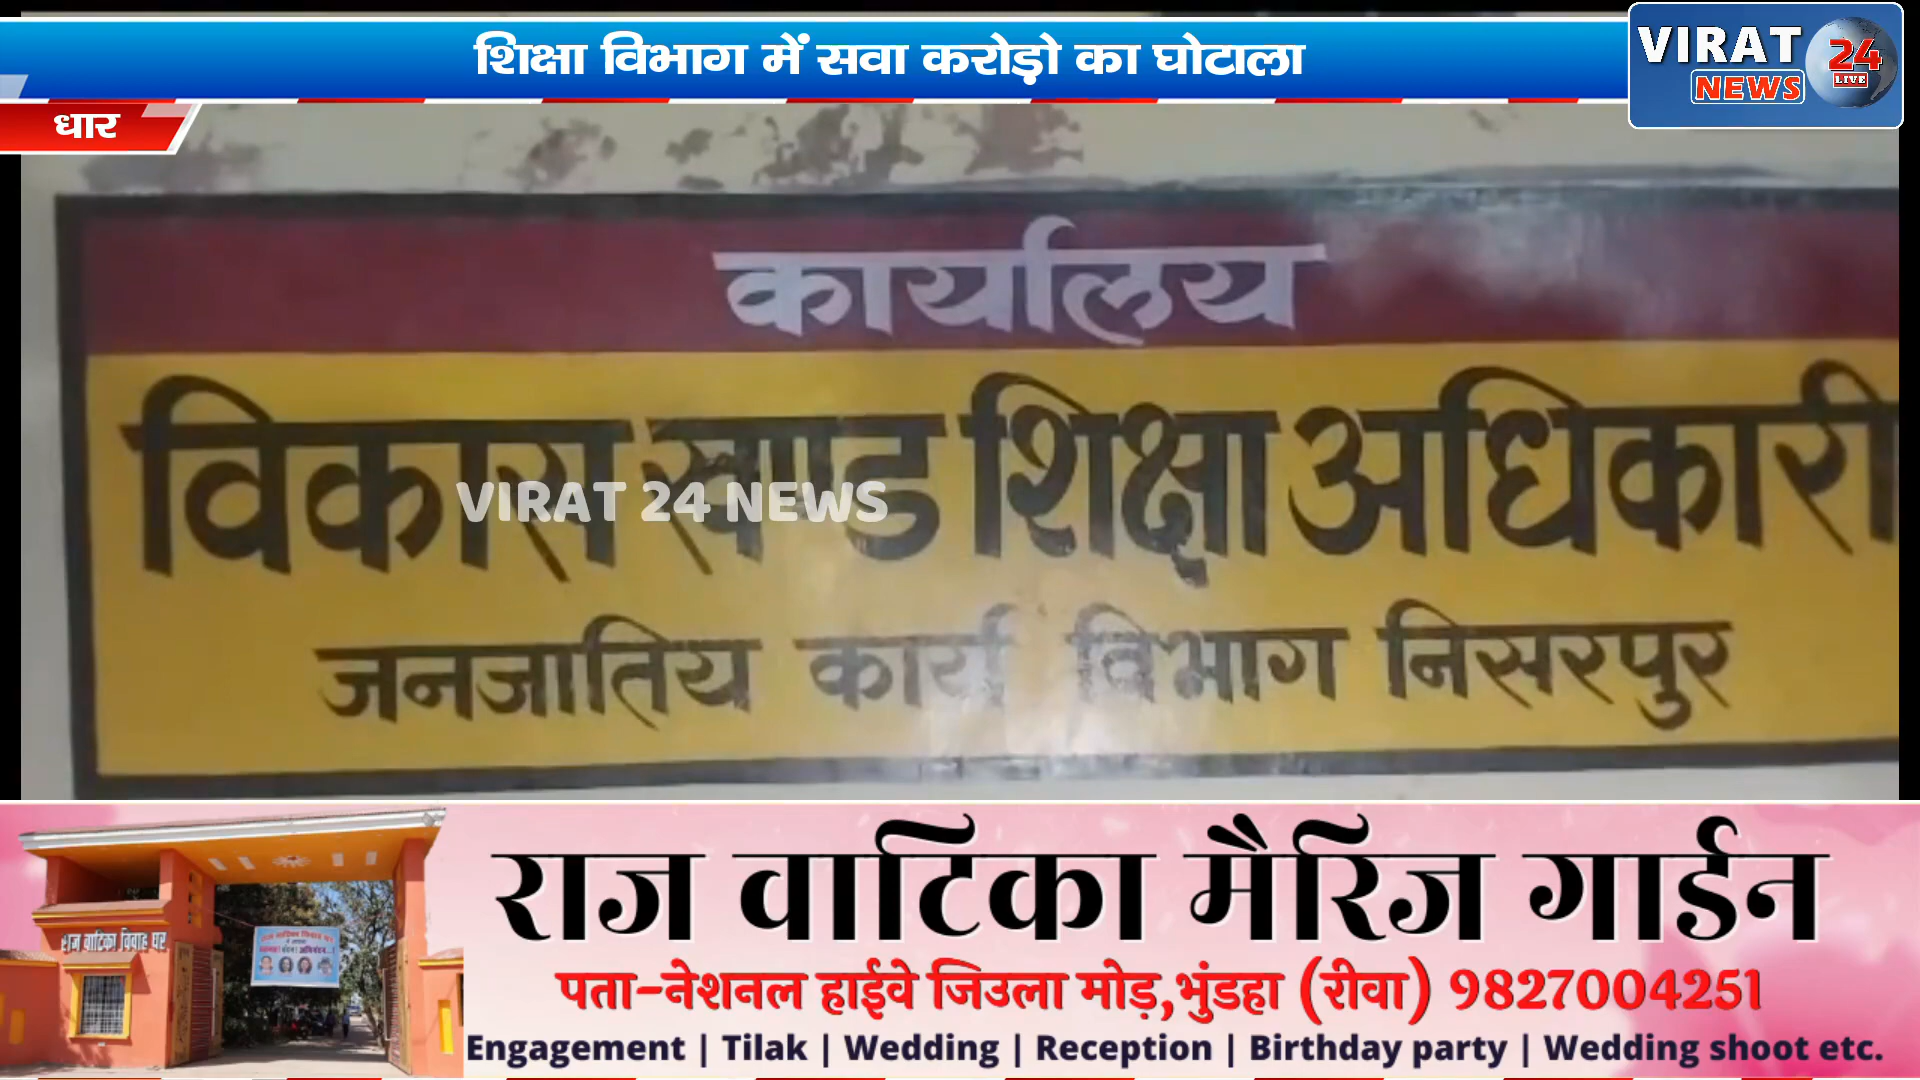 शिक्षा विभाग में सवा करोड़ो का घोटाला
VIRAT
NEWS
24
LIVE
धार
कार्यालय
विकास खण्ड शिक्षा अधिकारी
VIRAT 24 NEWS
जनजातिय कार्य विभाग निसरपुर
राज वाटिका मैरिज गार्डन
राज वाटिका विवाह घर
पता-नेशनल हाईवे जिउला मोड़,भुंडहा (रीवा) 9827004251
Engagement | Tilak | Wedding | Reception | Birthday party | Wedding shoot etc.